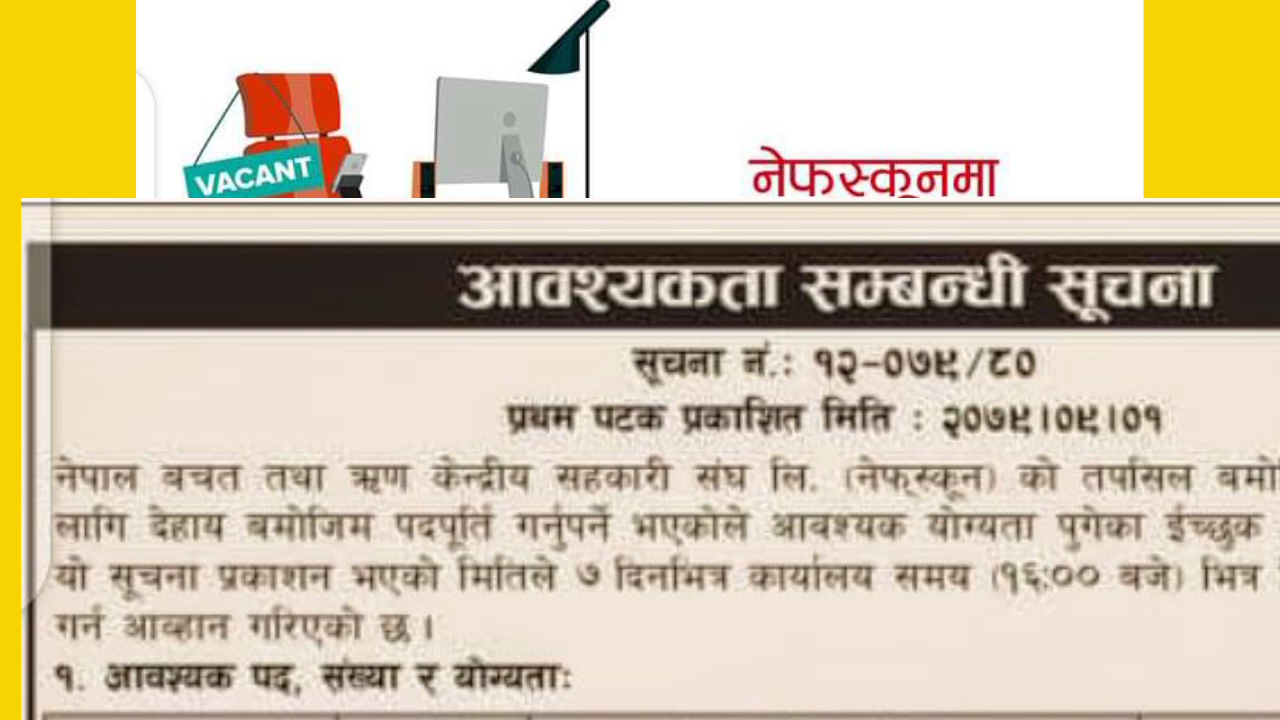 VACANT
नेफस्कूनमा
आवश्यकता सम्बन्धी सूचना
सूचना नं.: १२-०७९/८०
प्रथम पटक प्रकाशित मिति : २०७९।०९।०१
नेपाल बचत तथा ऋण केन्द्रीय सहकारी संघ लि. (नेफ्स्कून) को तपसिल बमो
लागि देहाय बमोजिम पदपूर्ति गर्नुपर्ने भएकोले आवश्यक योग्यता पुगेका ईच्छुक
यो सूचना प्रकाशन भएको मितिले ७ दिनभित्र कार्यालय समय (१६:०० बजे) भित्र
गर्न आव्हान गरिएको छ।
१. आवश्यक पद, संख्या र योग्यताः